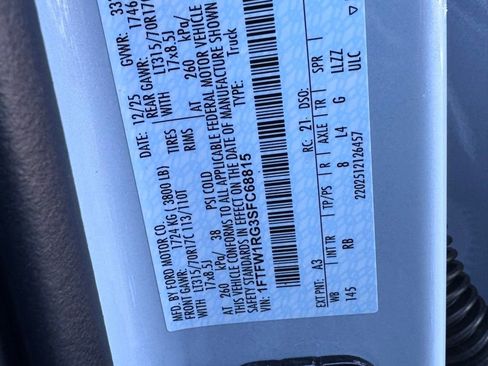 MFD. BY FORD MOTOR CO.
12/25
GVWR: 1746
1724 KG / 3800 LB)
REAR GAWR:
FRONT GAWR:
LT315/70R17C 113/110T
TIRES
WITH
LT315/70R17C
17x8.5J
RIMS
17x8.5J
AT 260 kPa/ 38 PSI COLD
AT
260 kPa/
THIS VEHICLE CONFORMS TO ALL APPLICABLE FEDERAL MOTOR VEHICLE
SAFETY STANDARDS IN EFFECT ON THE DATE OF MANUFACTURE SHOWN
1FTFW1RG3SFC68815
TYPE: Truck
EXT PNT: A3
RC: 21
DSO:
WB
INT TR
TP/PS
R
AXLE
TR
SPR
145
RB
8
L4
G
LLZZ
ULC
2202512126457